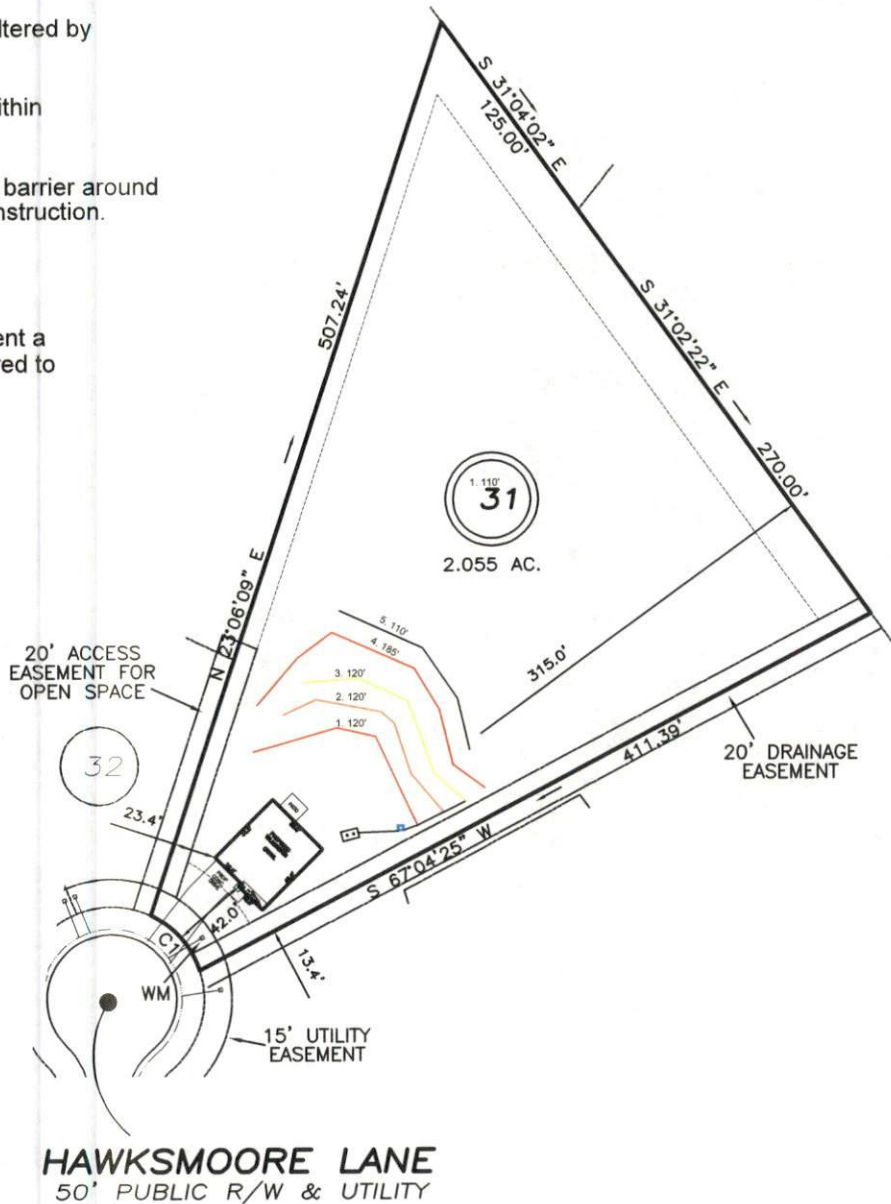 ltered by
ithin
barrier around
nstruction.
ent a
ed to
S 31°04'02" E
125.00'
S 31°02'22" E
270.00'
507.24'
N 23°06'09" E
1. 110'
31
2.055 AC.
5. 110'
4. 185'
3. 120'
2. 120'
1. 120'
315.0'
20' ACCESS
EASEMENT FOR
OPEN SPACE
32
23.4'
411.39'
S 67°04'25" W
20' DRAINAGE
EASEMENT
42.0'
C1
13.4'
WM
15' UTILITY
EASEMENT
HAWKSMOORE LANE
50' PUBLIC R/W & UTILITY